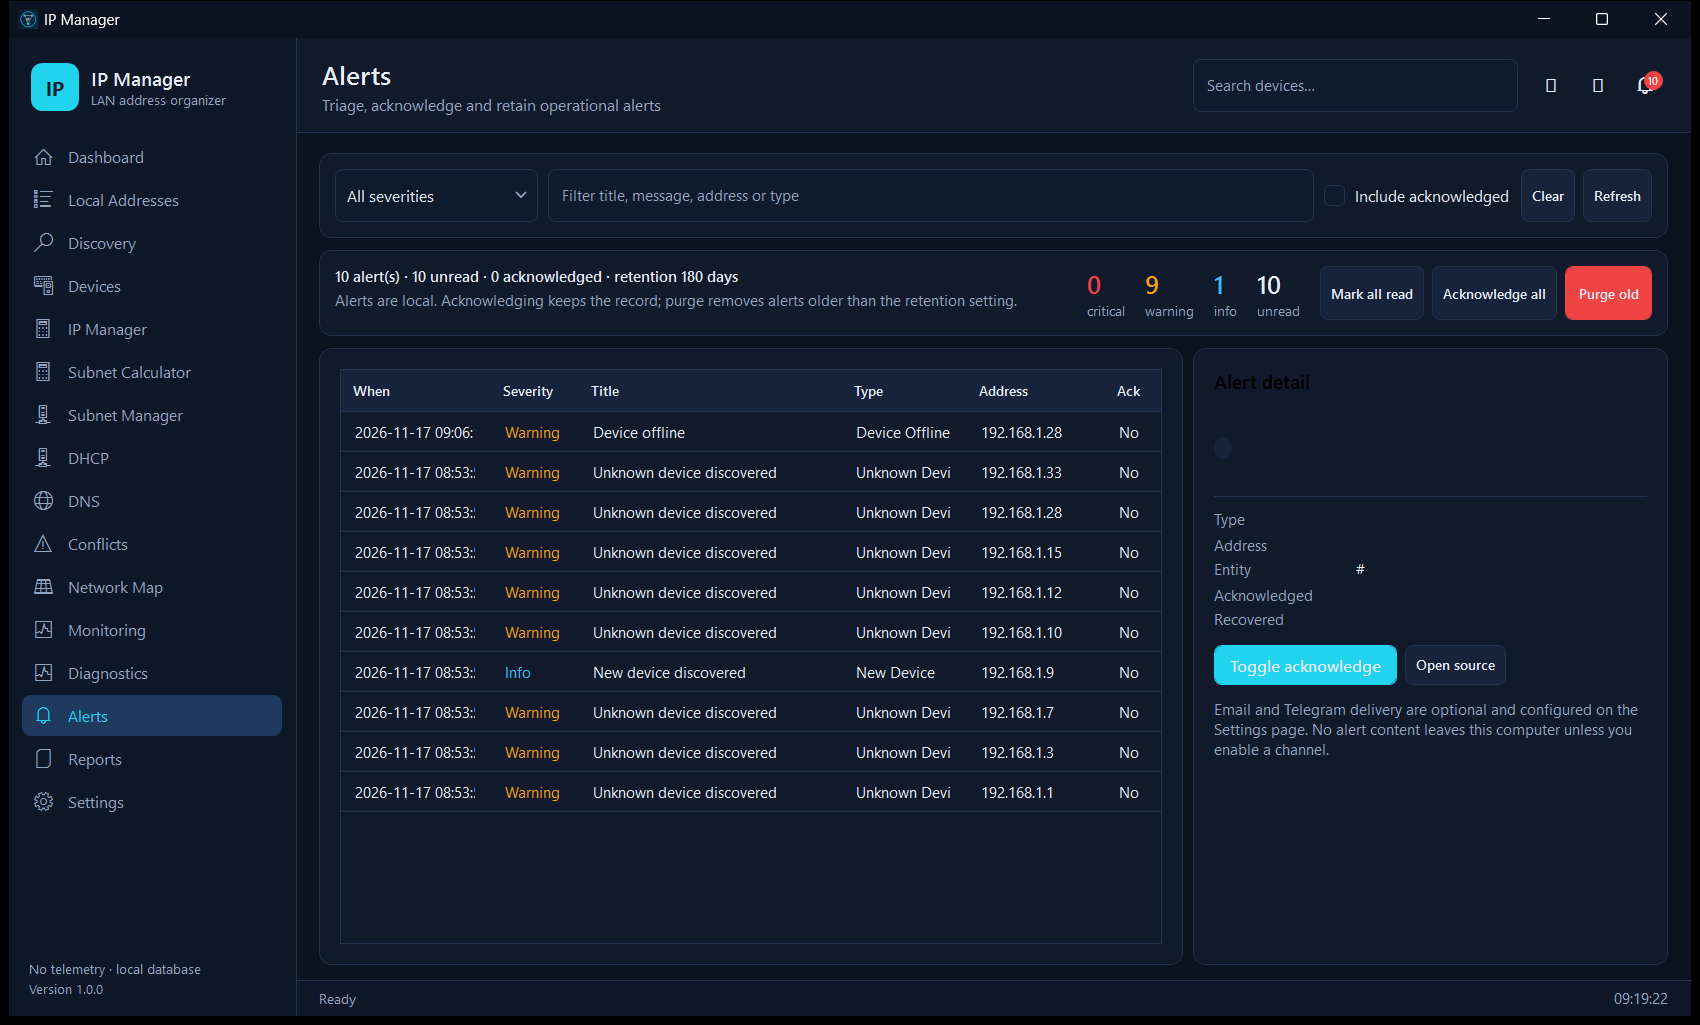 IP Manager
IP
IP Manager
LAN address organizer
Dashboard
Local Addresses
Discovery
Devices
IP Manager
Subnet Calculator
Subnet Manager
DHCP
DNS
Conflicts
Network Map
Monitoring
Diagnostics
Alerts
Reports
Settings
No telemetry · local database
Version 1.0.0
Alerts
Triage, acknowledge and retain operational alerts
Search devices...
10
All severities
Filter title, message, address or type
Include acknowledged
Clear
Refresh
10 alert(s) · 10 unread · 0 acknowledged · retention 180 days
Alerts are local. Acknowledging keeps the record; purge removes alerts older than the retention setting.
0 9 1 10
critical warning info unread
Mark all read
Acknowledge all
Purge old
When Severity Title Type Address Ack
2026-11-17 09:06: Warning Device offline Device Offline 192.168.1.28 No
2026-11-17 08:53: Warning Unknown device discovered Unknown Devi 192.168.1.33 No
2026-11-17 08:53: Warning Unknown device discovered Unknown Devi 192.168.1.28 No
2026-11-17 08:53: Warning Unknown device discovered Unknown Devi 192.168.1.15 No
2026-11-17 08:53: Warning Unknown device discovered Unknown Devi 192.168.1.12 No
2026-11-17 08:53: Warning Unknown device discovered Unknown Devi 192.168.1.10 No
2026-11-17 08:53: Info New device discovered New Device 192.168.1.9 No
2026-11-17 08:53: Warning Unknown device discovered Unknown Devi 192.168.1.7 No
2026-11-17 08:53: Warning Unknown device discovered Unknown Devi 192.168.1.3 No
2026-11-17 08:53: Warning Unknown device discovered Unknown Devi 192.168.1.1 No
Alert detail
Type
Address
Entity #
Acknowledged
Recovered
Toggle acknowledge
Open source
Email and Telegram delivery are optional and configured on the
Settings page. No alert content leaves this computer unless you
enable a channel.
Ready
09:19:22